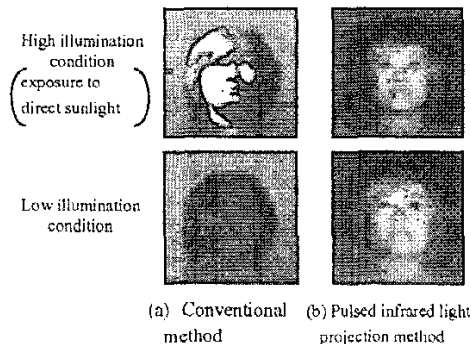 High illumination
condition
exposure to
direct sunlight
Low illumination
condition
(a) Conventional
method
(b) Pulsed infrared light
projection method